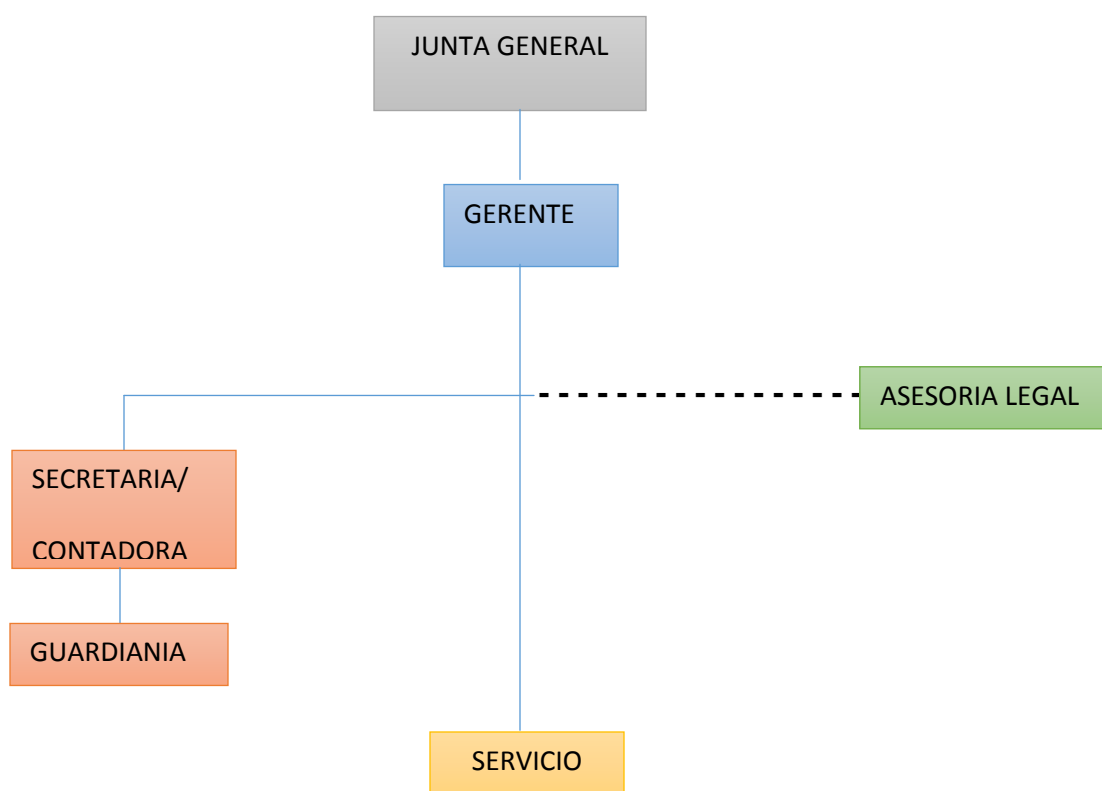 JUNTA GENERAL
GERENTE
ASESORIA LEGAL
SECRETARIA/
CONTADORA
GUARDIANIA
SERVICIO